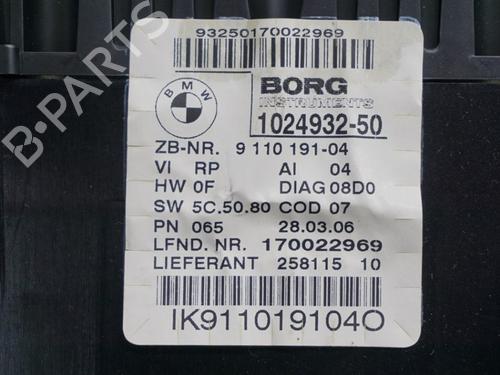 93250170022969
BMW
BORG
INSTRUMENTS
1024932-50
ZB-NR. 9 110 191-04
VI RP AI 04
HW 0F DIAG 08D0
SW 5C.50.80 COD 07
PN 065 28.03.06
LFND. NR. 170022969
LIEFERANT 258115 10
IK9110191040
B-PARTS